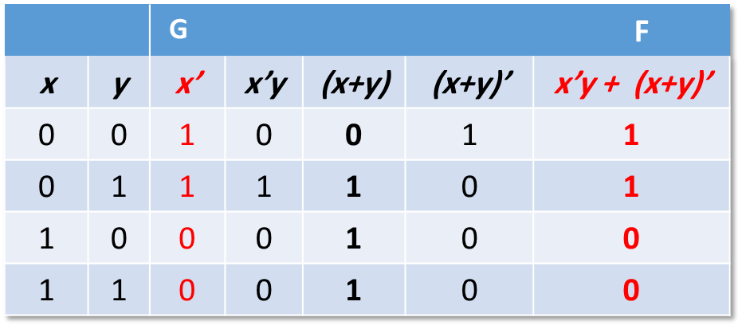 G F
x y x’ x’y (x+y) (x+y)’ x’y + (x+y)’
0 0 1 0 0 1 1
0 1 1 1 1 0 1
1 0 0 0 1 0 0
1 1 0 0 1 0 0